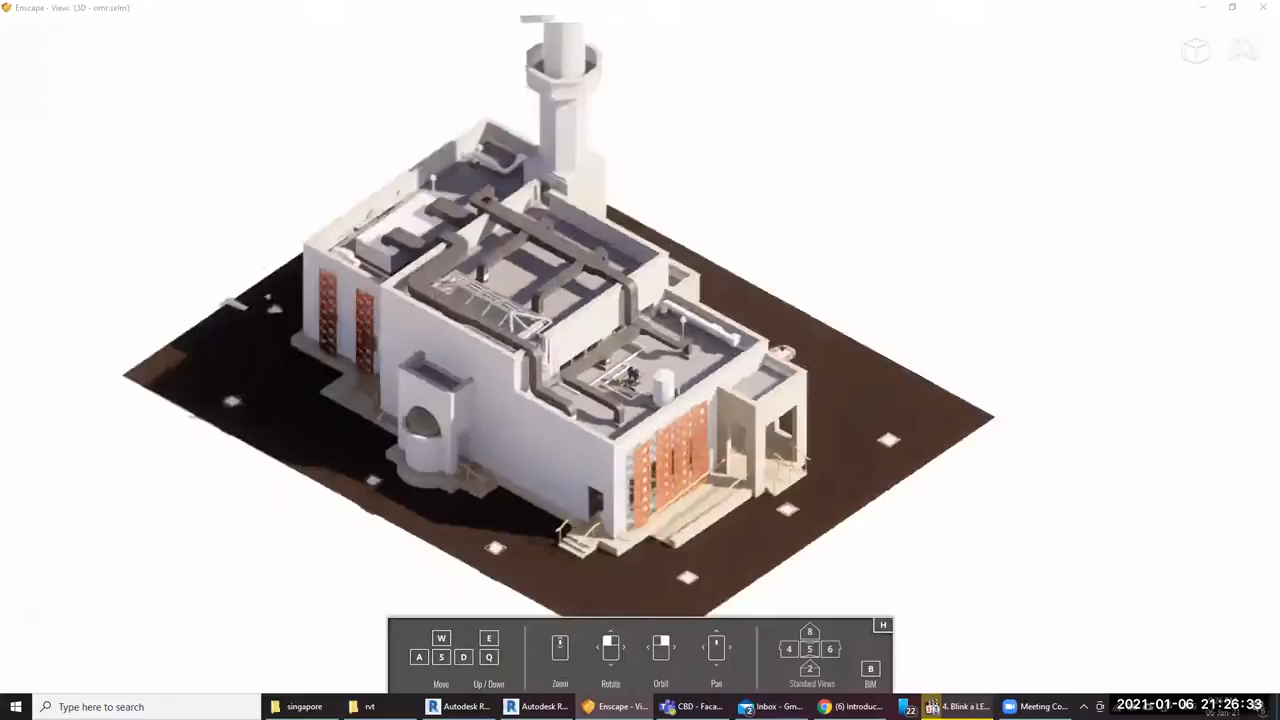 Enscape - View: '{3D - omr.selm}'
H
W E
8
A S D Q
4 5 6
2
B
Move Up / Down Zoom Rotate Orbit Pan Standard Views BIM
Type here to search
singapore
rvt
Autodesk R...
Autodesk R...
Enscape - Vi...
CBD - Faca...
2
Inbox - Gm...
(6) Introduc...
22
4. Blink a LE...
Meeting Co...
2021-01-06 21:26:33